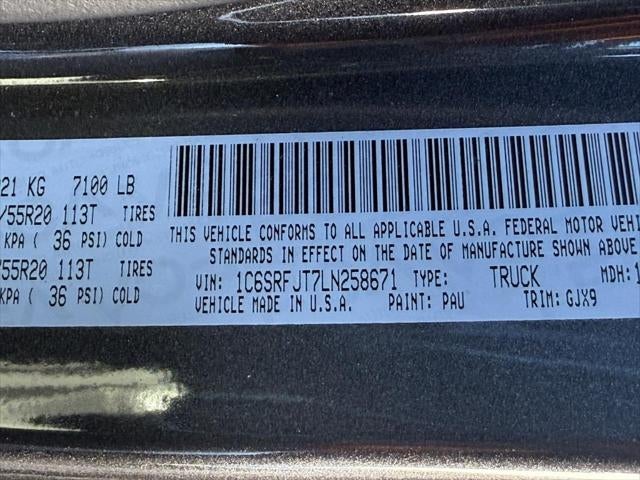 21 KG 7100 LB
/55R20 113T TIRES
KPA ( 36 PSI) COLD
/55R20 113T TIRES
KPA ( 36 PSI) COLD
THIS VEHICLE CONFORMS TO ALL APPLICABLE U.S.A. FEDERAL MOTOR VEHIC
STANDARDS IN EFFECT ON THE DATE OF MANUFACTURE SHOWN ABOVE
VIN: 1C6SRFJT7LN258671 TYPE: TRUCK MDH:
VEHICLE MADE IN U.S.A. PAINT: PAU TRIM: GJX9